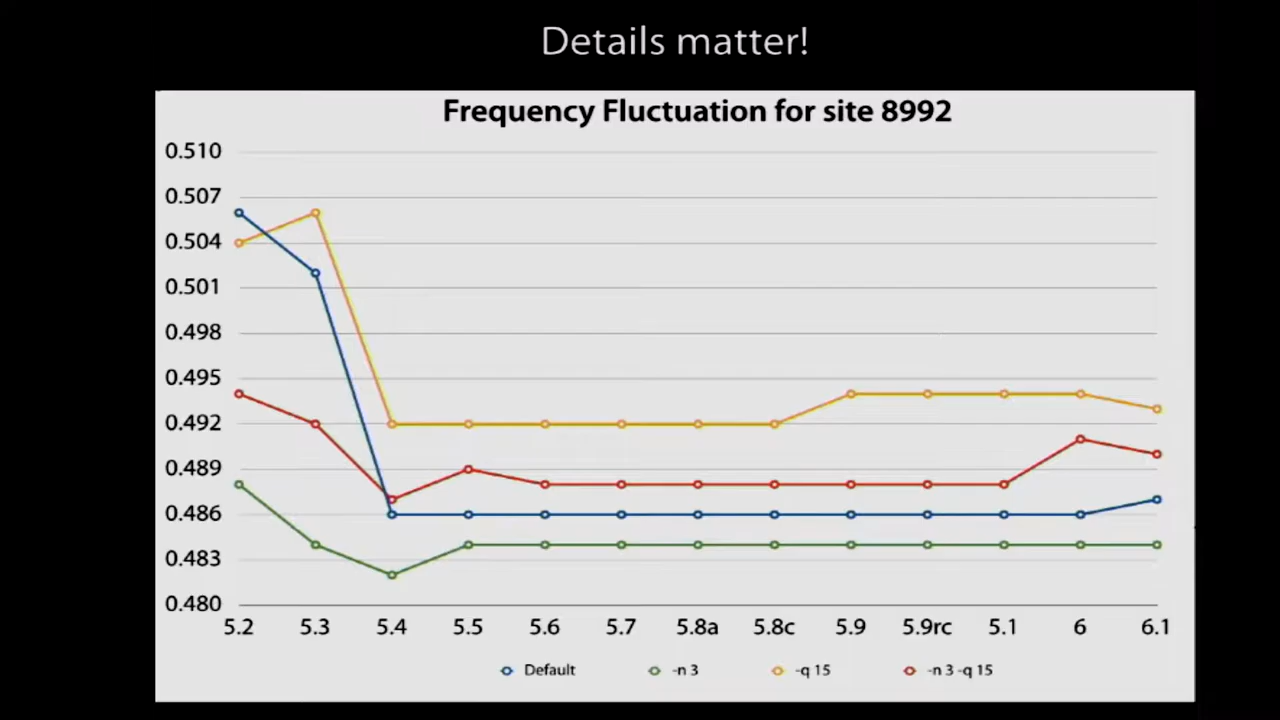 Details matter!
Frequency Fluctuation for site 8992
0.510
0.507
0.504
0.501
0.498
0.495
0.492
0.489
0.486
0.483
0.480
5.2 5.3 5.4 5.5 5.6 5.7 5.8a 5.8c 5.9 5.9rc 5.1 6 6.1
Default -n 3 -q 15 -n 3 -q 15